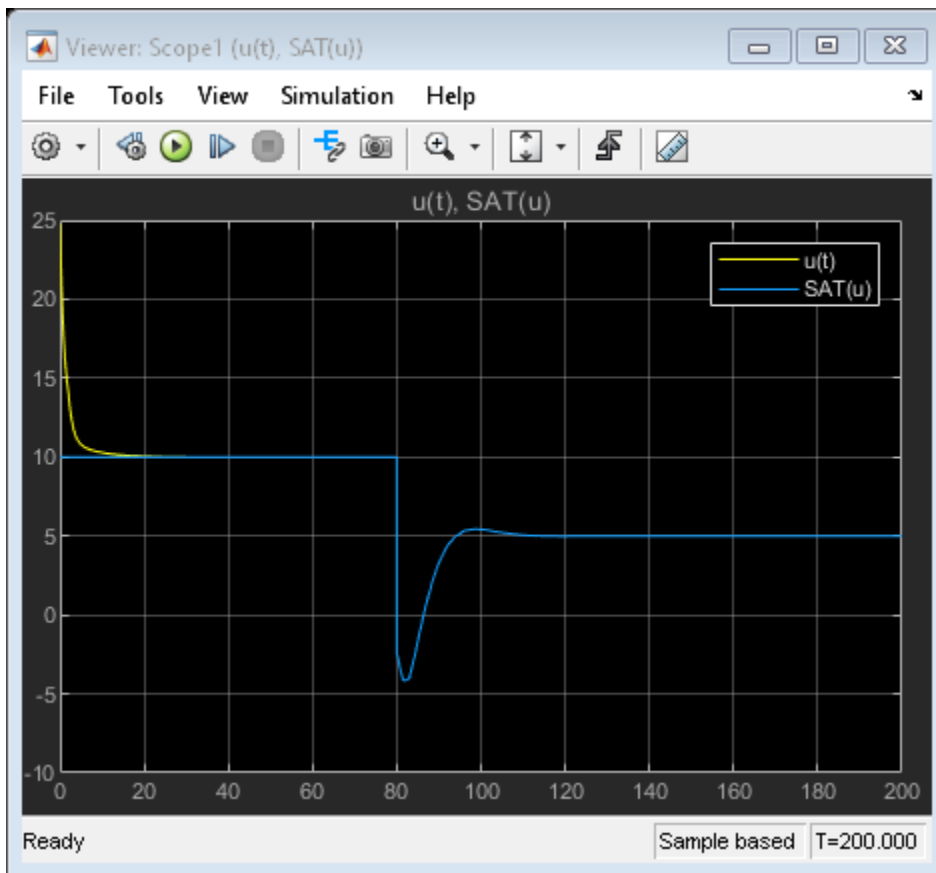 Viewer: Scope1 (u(t), SAT(u))
File Tools View Simulation Help
u(t), SAT(u)
25
20
15
10
5
0
-5
-10
u(t)
SAT(u)
0 20 40 60 80 100 120 140 160 180 200
Ready Sample based T=200.000